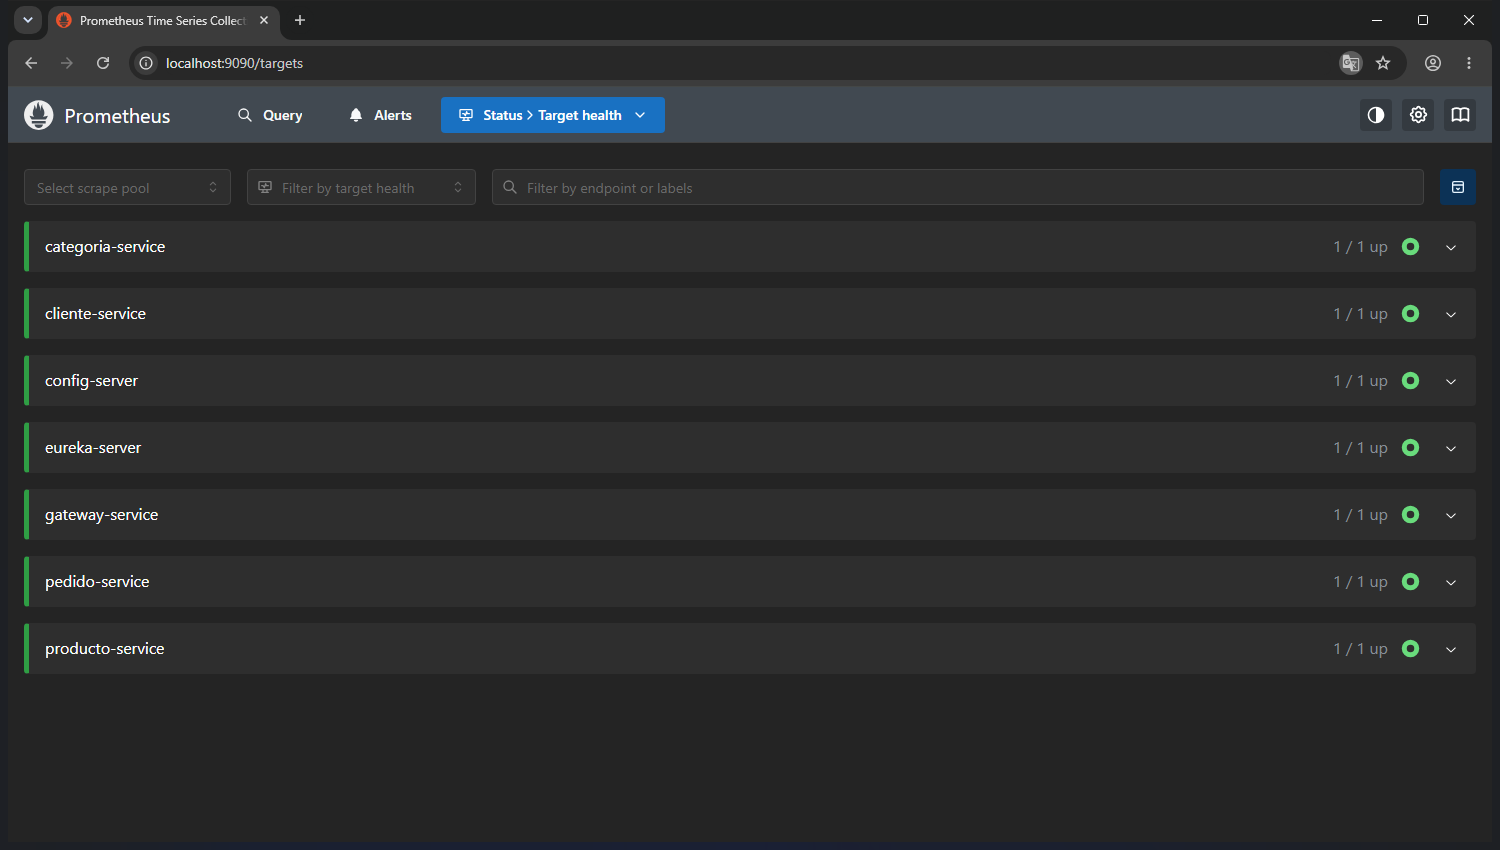 Prometheus Time Series Collect
localhost:9090/targets
Prometheus
Query
Alerts
Status > Target health
Select scrape pool
Filter by target health
Filter by endpoint or labels
categoria-service 1 / 1 up
cliente-service 1 / 1 up
config-server 1 / 1 up
eureka-server 1 / 1 up
gateway-service 1 / 1 up
pedido-service 1 / 1 up
producto-service 1 / 1 up